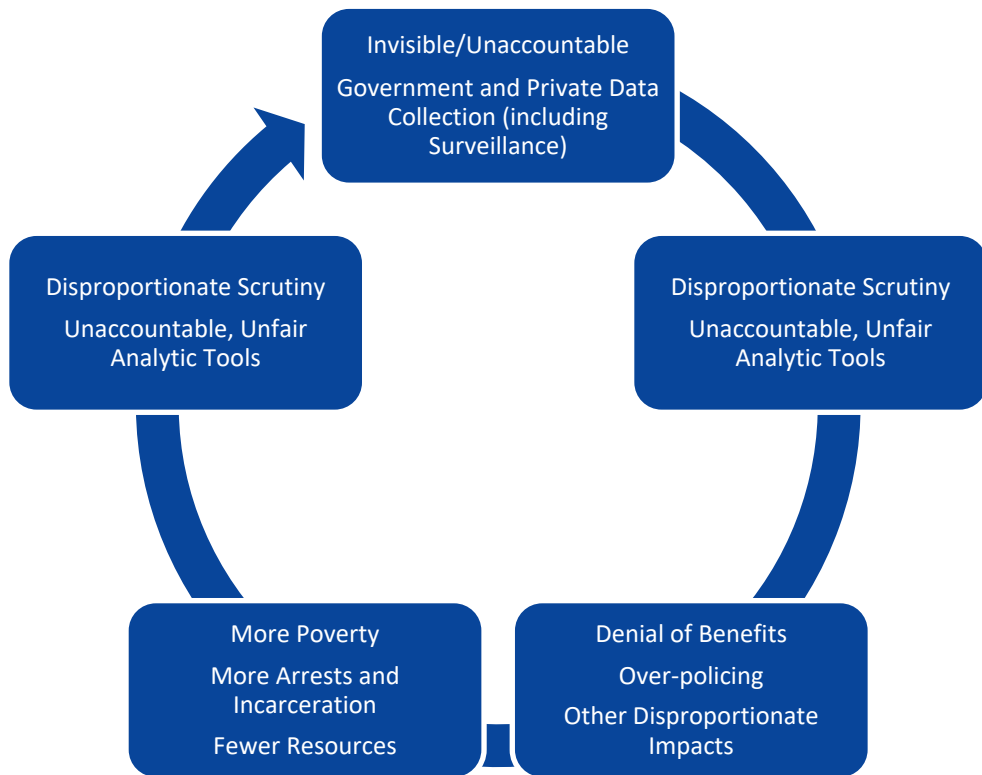 Invisible/Unaccountable
Government and Private Data
Collection (including
Surveillance)
Disproportionate Scrutiny
Unaccountable, Unfair
Analytic Tools
Denial of Benefits
Over-policing
Other Disproportionate
Impacts
More Poverty
More Arrests and
Incarceration
Fewer Resources
Disproportionate Scrutiny
Unaccountable, Unfair
Analytic Tools